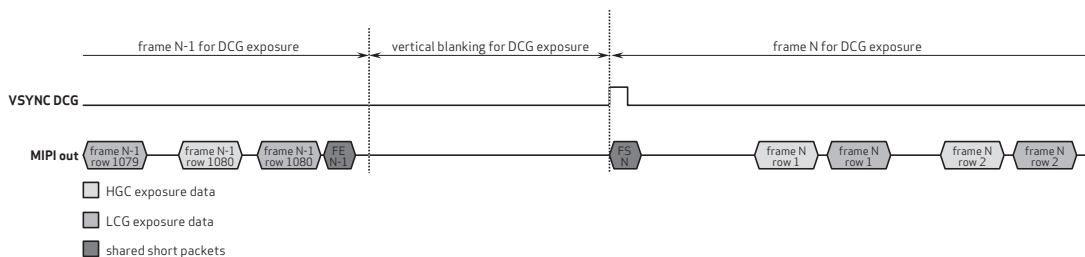 frame N-1 for DCG exposure
vertical blanking for DCG exposure
frame N for DCG exposure
VSYNC DCG
MIPI out
frame N-1
row 1079
frame N-1
row 1080
frame N-1
row 1080
FE
N-1
FS
N
frame N
row 1
frame N
row 1
frame N
row 2
frame N
row 2
HGC exposure data
LCG exposure data
shared short packets